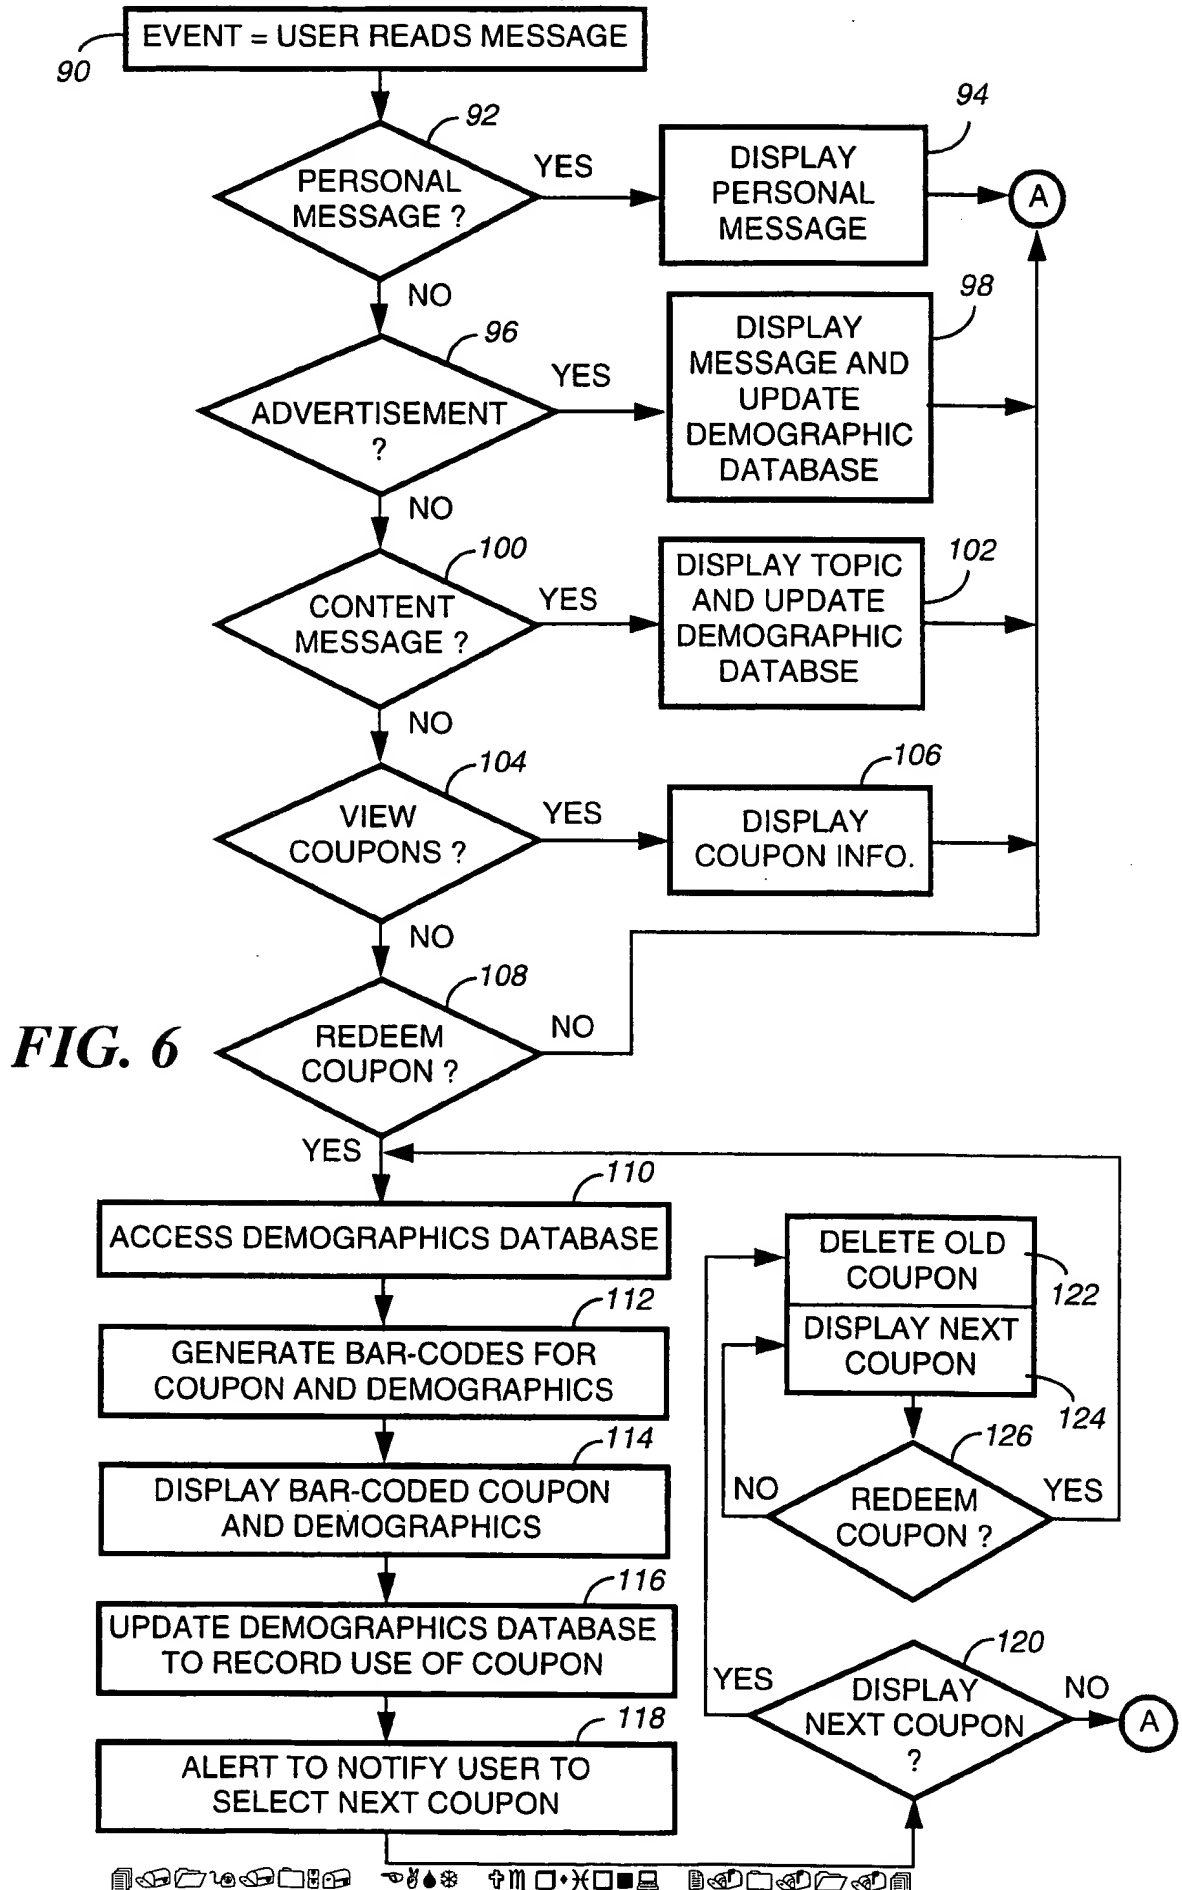 EVENT = USER READS MESSAGE
90
92
PERSONAL
MESSAGE ?
YES
94
DISPLAY
PERSONAL
MESSAGE
A
NO
96
ADVERTISEMENT
?
YES
98
DISPLAY
MESSAGE AND
UPDATE
DEMOGRAPHIC
DATABASE
NO
100
CONTENT
MESSAGE ?
YES
102
DISPLAY TOPIC
AND UPDATE
DEMOGRAPHIC
DATABSE
NO
104
VIEW
COUPONS ?
YES
106
DISPLAY
COUPON INFO.
NO
108
REDEEM
COUPON ?
NO
FIG. 6
YES
110
ACCESS DEMOGRAPHICS DATABASE
112
GENERATE BAR-CODES FOR
COUPON AND DEMOGRAPHICS
114
DISPLAY BAR-CODED COUPON
AND DEMOGRAPHICS
116
UPDATE DEMOGRAPHICS DATABASE
TO RECORD USE OF COUPON
118
ALERT TO NOTIFY USER TO
SELECT NEXT COUPON
DELETE OLD
COUPON
122
DISPLAY NEXT
COUPON
124
126
REDEEM
COUPON ?
NO
YES
120
DISPLAY
NEXT COUPON
?
YES
NO
A